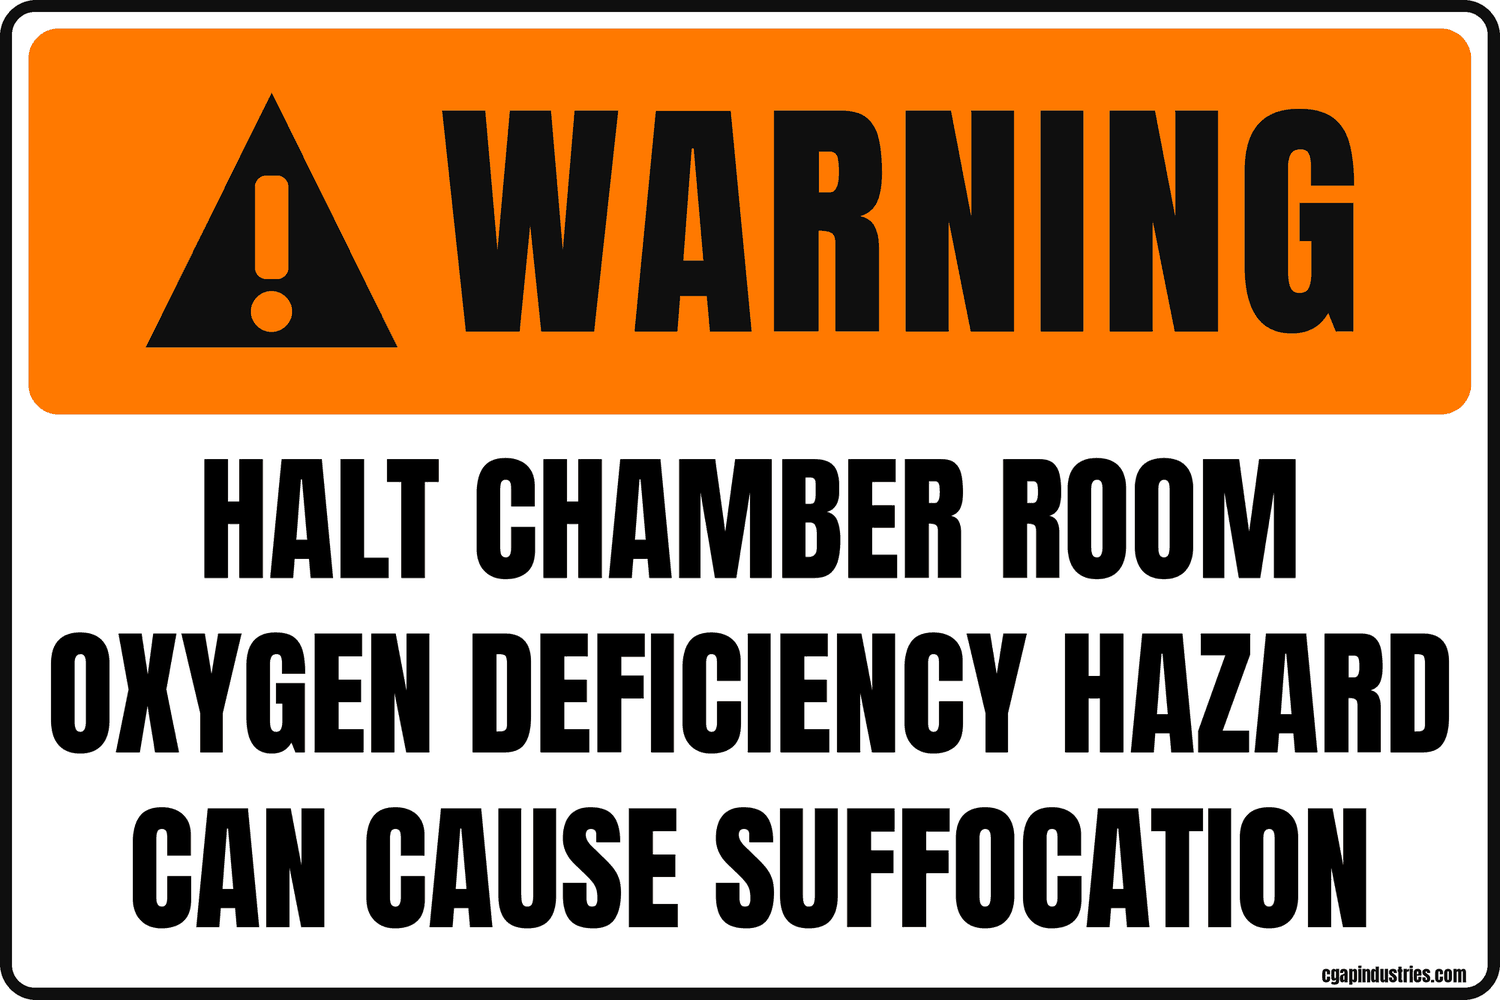 WARNING
HALT CHAMBER ROOM
OXYGEN DEFICIENCY HAZARD
CAN CAUSE SUFFOCATION
cgapindustries.com